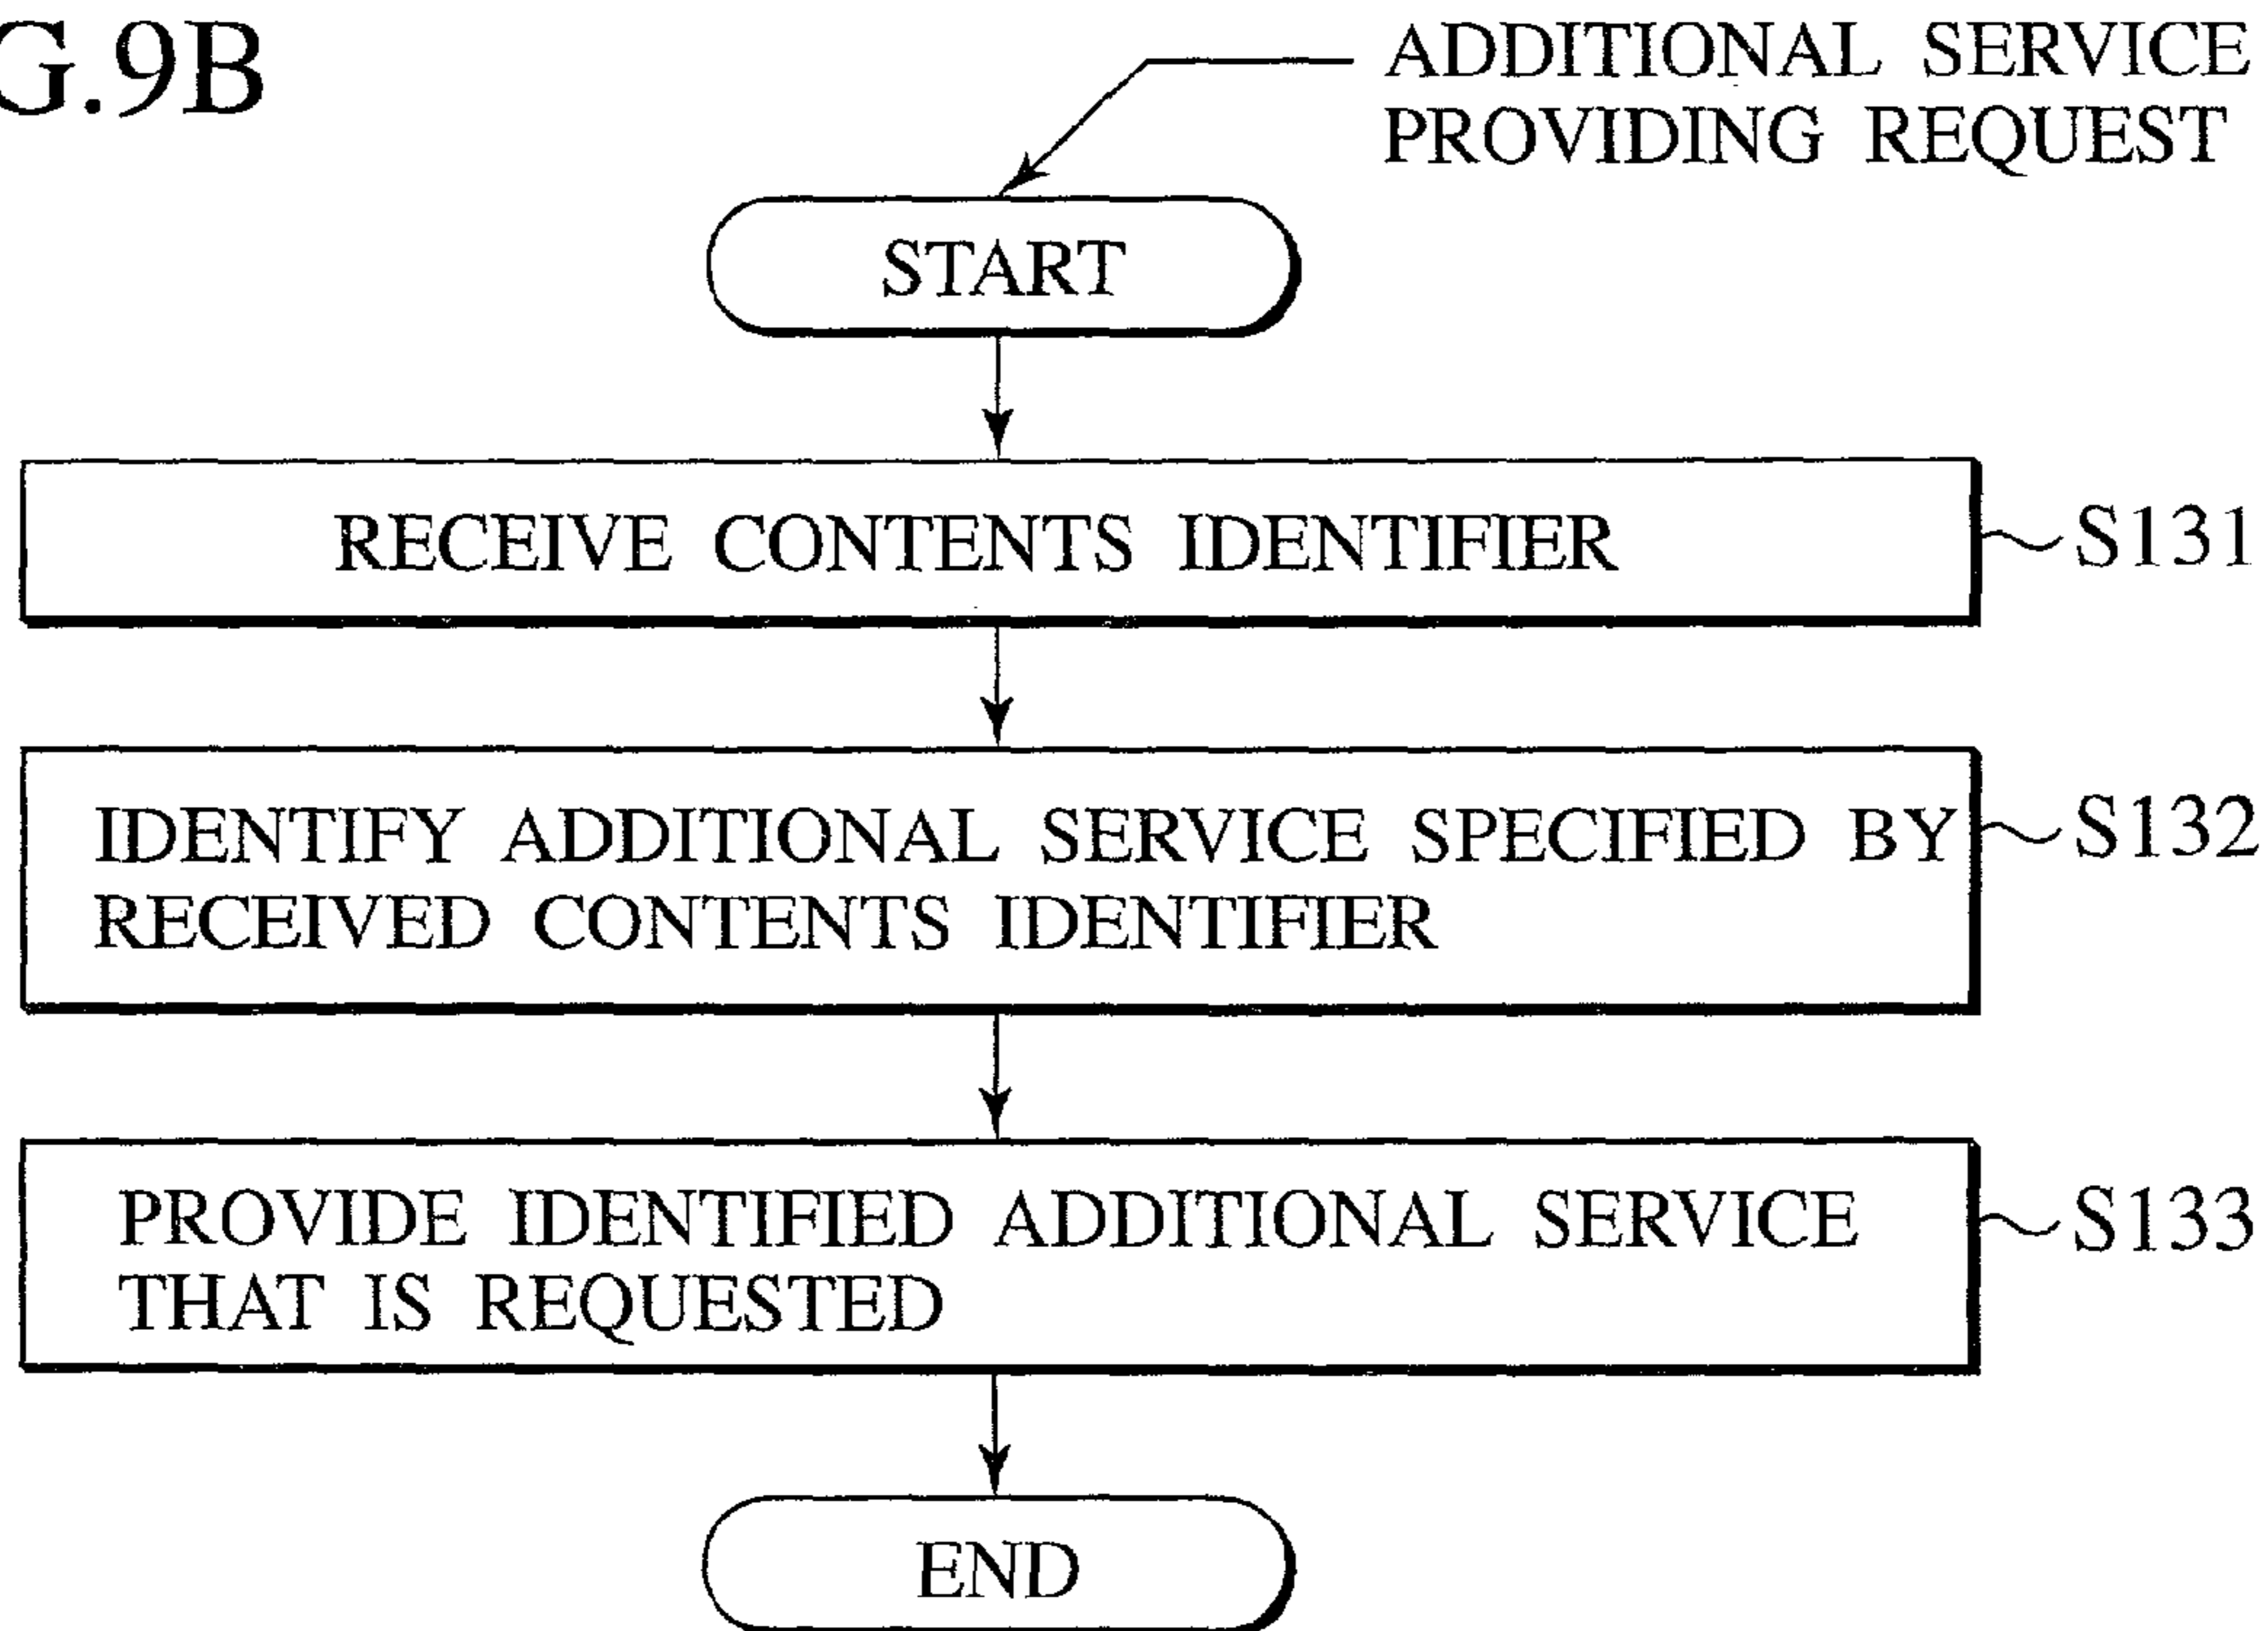 G.9B
ADDITIONAL SERVICE
PROVIDING REQUEST
START
RECEIVE CONTENTS IDENTIFIER
S131
IDENTIFY ADDITIONAL SERVICE SPECIFIED BY
RECEIVED CONTENTS IDENTIFIER
S132
PROVIDE IDENTIFIED ADDITIONAL SERVICE
THAT IS REQUESTED
S133
END